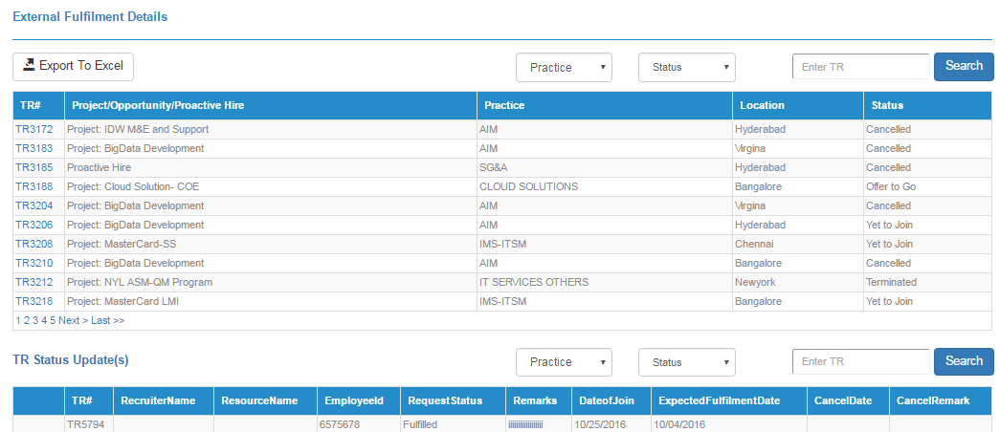 External Fulfilment Details
Export To Excel Practice Status Enter TR Search
TR# Project/Opportunity/Proactive Hire Practice Location Status
TR3172 Project: IDW M&E and Support AIM Hyderabad Cancelled
TR3183 Project: BigData Development AIM Virgina Cancelled
TR3185 Proactive Hire SG&A Hyderabad Cancelled
TR3188 Project: Cloud Solution- COE CLOUD SOLUTIONS Bangalore Offer to Go
TR3204 Project: BigData Development AIM Virgina Cancelled
TR3206 Project: BigData Development AIM Hyderabad Yet to Join
TR3208 Project: MasterCard-SS IMS-ITSM Chennai Yet to Join
TR3210 Project: BigData Development AIM Bangalore Cancelled
TR3212 Project: NYL ASM-QM Program IT SERVICES OTHERS Newyork Terminated
TR3218 Project: MasterCard LMI IMS-ITSM Bangalore Yet to Join
1 2 3 4 5 Next > Last >>
TR Status Update(s) Practice Status Enter TR Search
TR# RecruiterName ResourceName EmployeeId RequestStatus Remarks DateofJoin ExpectedFulfilmentDate CancelDate CancelRemark
TR5794 6575678 Fulfilled 10/25/2016 10/04/2016